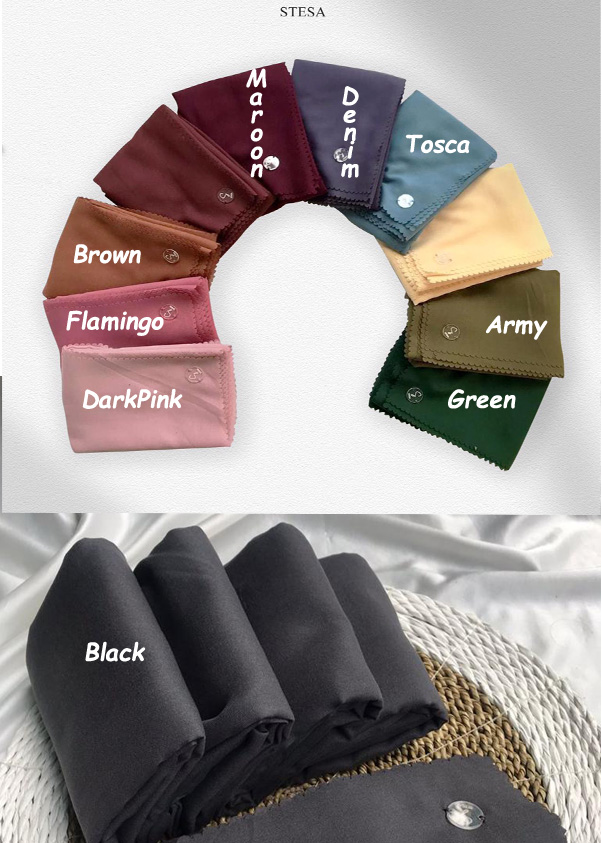 STESA
Maroon
Denim
Tosca
Brown
Flamingo
Army
DarkPink
Green
Black